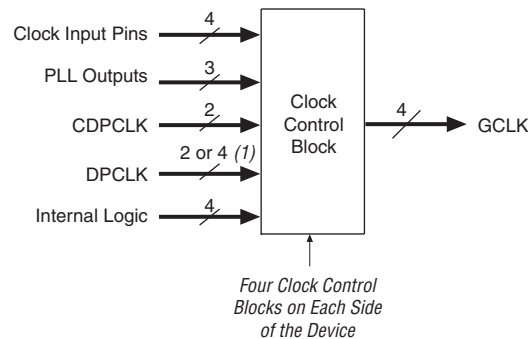 Clock Input Pins
4
PLL Outputs
3
CDPCLK
2
DPCLK
2 or 4 (1)
Internal Logic
4
Clock
Control
Block
4
GCLK
Four Clock Control
Blocks on Each Side
of the Device